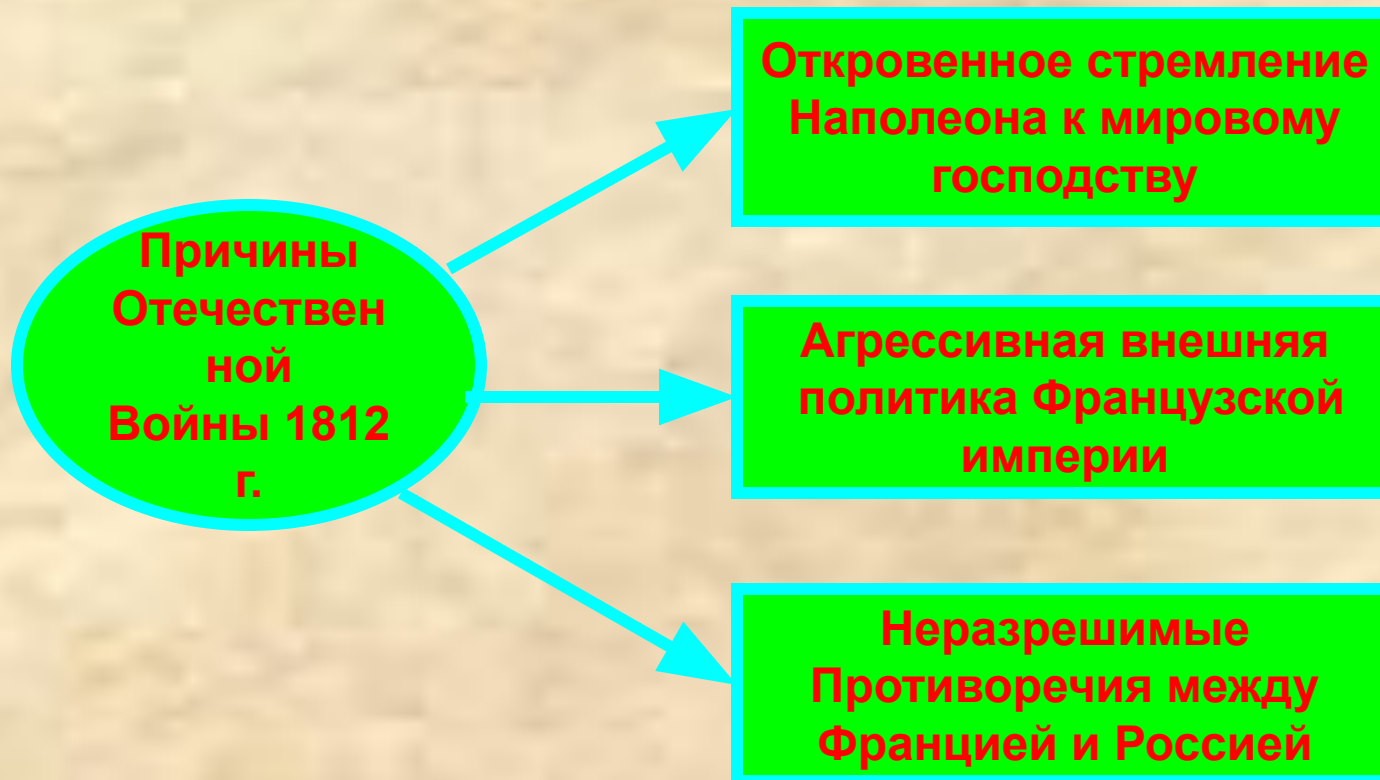 Причины
Отечествен
ной
Войны 1812
г.
Откровенное стремление
Наполеона к мировому
господству
Агрессивная внешняя
политика Французской
империи
Неразрешимые
Противоречия между
Францией и Россией